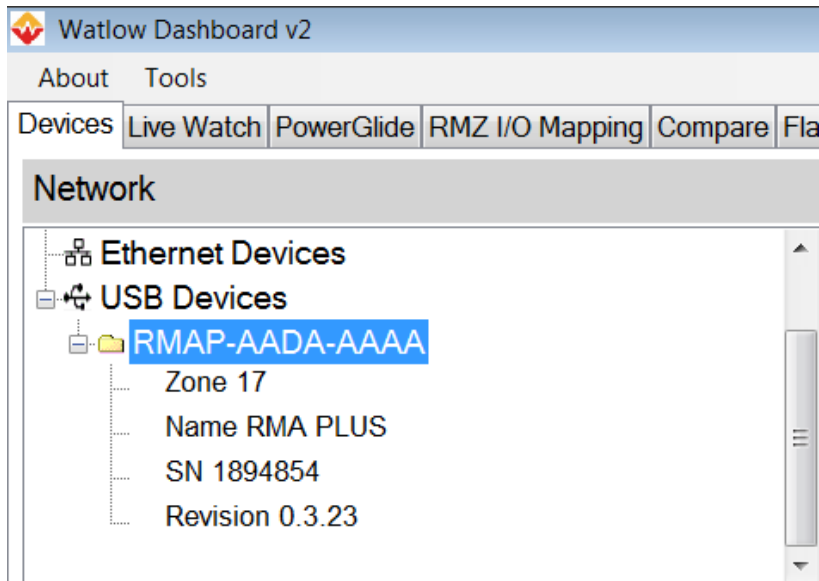 Watlow Dashboard v2
About Tools
Devices Live Watch PowerGlide RMZ I/O Mapping Compare Fla
Network
Ethernet Devices
USB Devices
RMAP-AADA-AAAA
Zone 17
Name RMA PLUS
SN 1894854
Revision 0.3.23